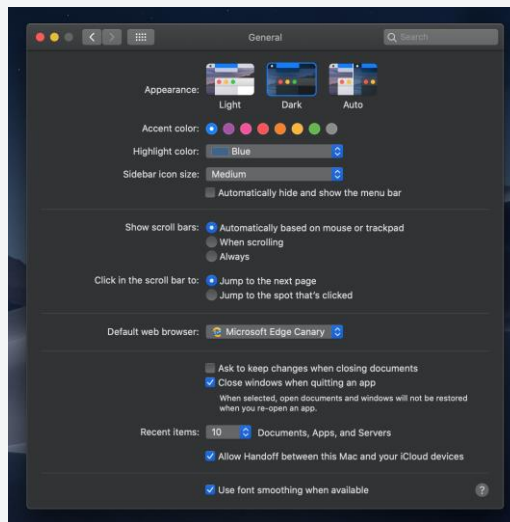 General
Search
Appearance:
Light Dark Auto
Accent color:
Highlight color: Blue
Sidebar icon size: Medium
Automatically hide and show the menu bar
Show scroll bars: Automatically based on mouse or trackpad
When scrolling
Always
Click in the scroll bar to: Jump to the next page
Jump to the spot that's clicked
Default web browser: Microsoft Edge Canary
Ask to keep changes when closing documents
Close windows when quitting an app
When selected, open documents and windows will not be restored
when you re-open an app.
Recent items: 10 Documents, Apps, and Servers
Allow Handoff between this Mac and your iCloud devices
Use font smoothing when available ?